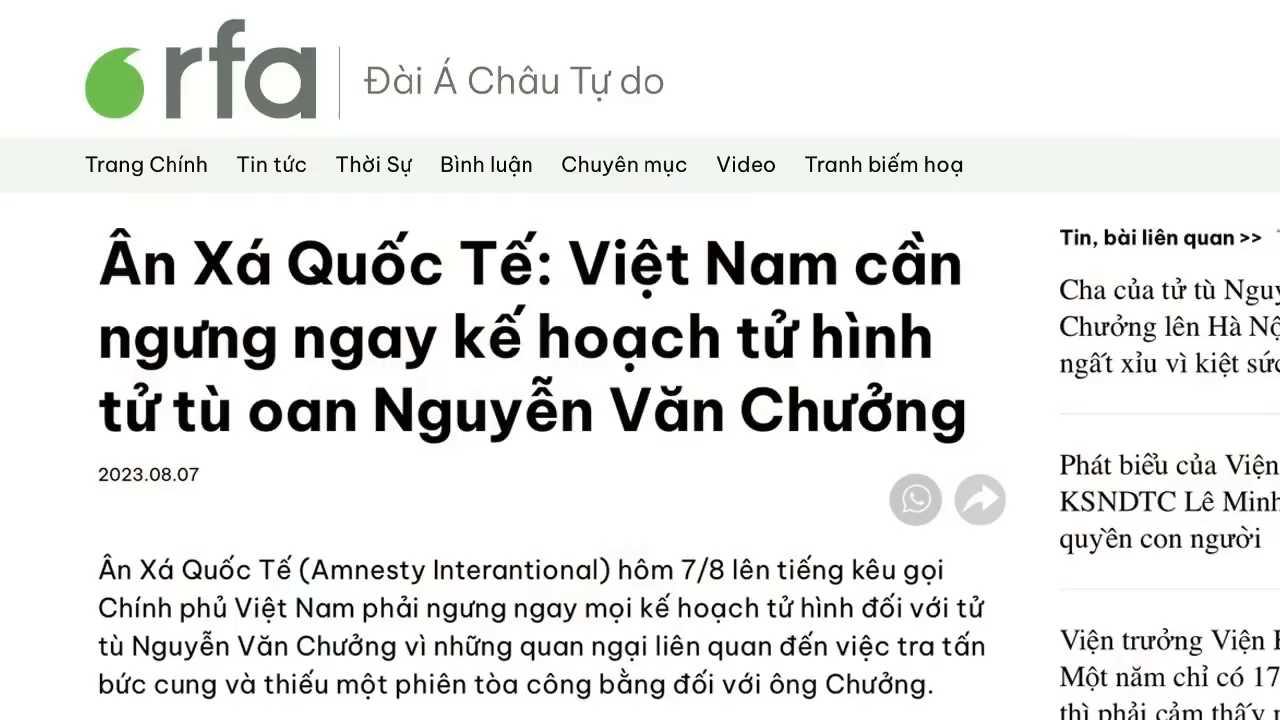 rfa
Đài Á Châu Tự do
Trang Chính Tin tức Thời Sự Bình luận Chuyên mục Video Tranh biếm hoạ
Ân Xá Quốc Tế: Việt Nam cần
ngưng ngay kế hoạch tử hình
tử tù oan Nguyễn Văn Chưởng
2023.08.07
Ân Xá Quốc Tế (Amnesty Interantional) hôm 7/8 lên tiếng kêu gọi
Chính phủ Việt Nam phải ngưng ngay mọi kế hoạch tử hình đối với tử
tù Nguyễn Văn Chưởng vì những quan ngại liên quan đến việc tra tấn
bức cung và thiếu một phiên tòa công bằng đối với ông Chưởng.
Tin, bài liên quan >>
Cha của tử tù
Chưởng lên Hà
ngất xỉu vì kiệt
Phát biểu của
KSNDTC Lê Minh
quyền con người
Viện trưởng Viện
Một năm chỉ có 17
thì phải cảm thấy